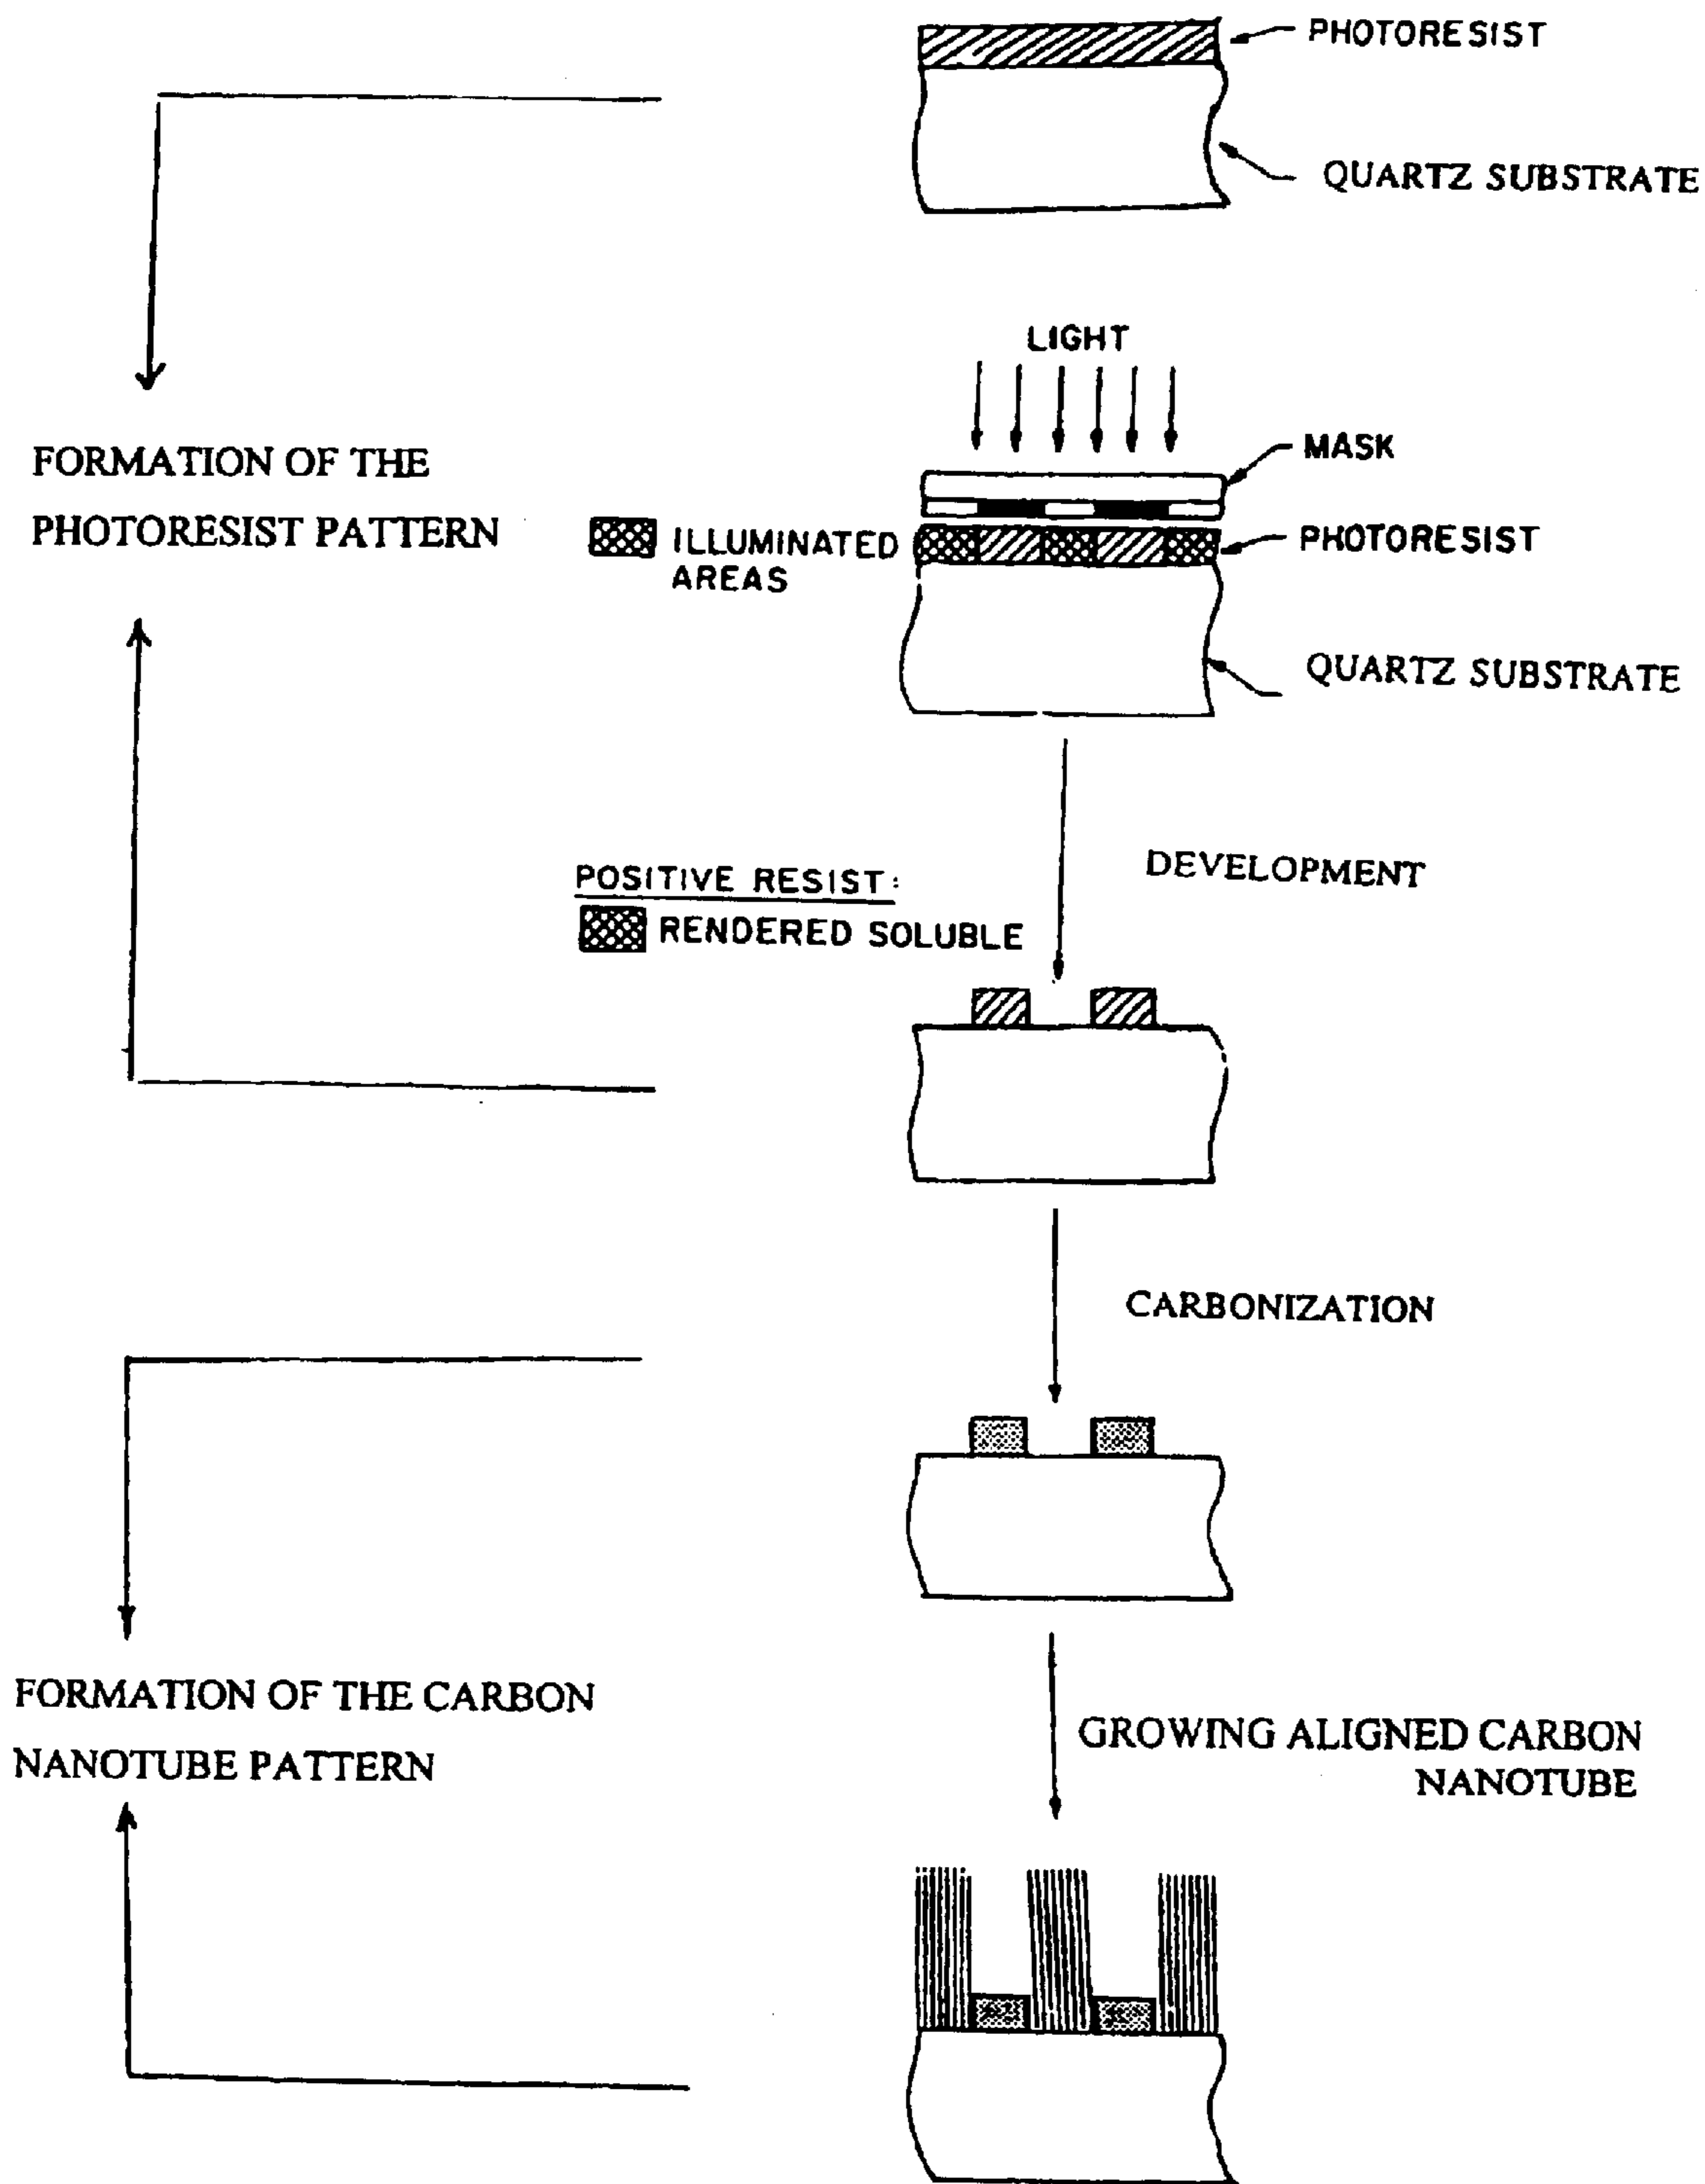 PHOTORESIST
QUARTZ SUBSTRATE
LIGHT
MASK
FORMATION OF THE
PHOTORESIST PATTERN
ILLUMINATED
AREAS
PHOTORESIST
QUARTZ SUBSTRATE
DEVELOPMENT
POSITIVE RESIST:
RENDERED SOLUBLE
CARBONIZATION
FORMATION OF THE CARBON
NANOTUBE PATTERN
GROWING ALIGNED CARBON
NANOTUBE